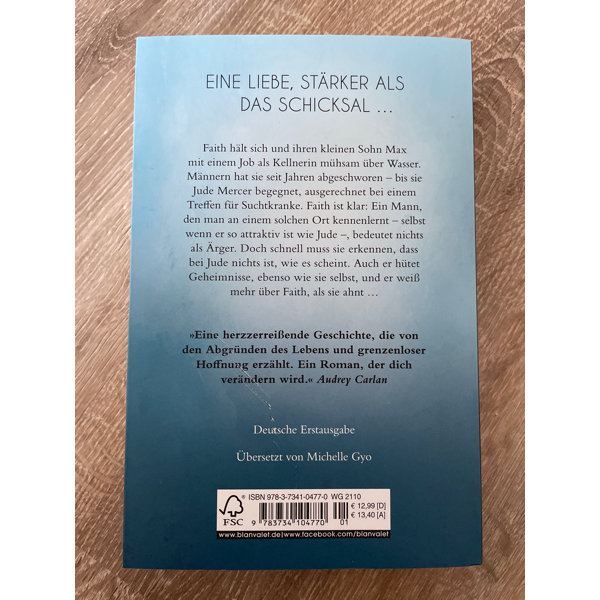 EINE LIEBE, STÄRKER ALS
DAS SCHICKSAL ...
Faith hält sich und ihren kleinen Sohn Max
mit einem Job als Kellnerin mühsam über Wasser.
Männern hat sie seit Jahren abgeschworen – bis sie
Jude Mercer begegnet, ausgerechnet bei einem
Treffen für Suchtkranke. Faith ist klar: Ein Mann,
den man an einem solchen Ort kennenlernt – selbst
wenn er so attraktiv ist wie Jude –, bedeutet nichts
als Ärger. Doch schnell muss sie erkennen, dass
bei Jude nichts ist, wie es scheint. Auch er hütet
Geheimnisse, ebenso wie sie selbst, und er weiß
mehr über Faith, als sie ahnt ...
»Eine herzzerreißende Geschichte, die von
den Abgründen des Lebens und grenzenloser
Hoffnung erzählt. Ein Roman, der dich
verändern wird.« Audrey Carlan
Deutsche Erstausgabe
Übersetzt von Michelle Gyo
FSC
ISBN 978-3-7341-0477-0 WG 2110
€ 12,99 [D]
€ 13,40 [A]
9 783734 104770 01
www.blanvalet.de|www.facebook.com/blanvalet